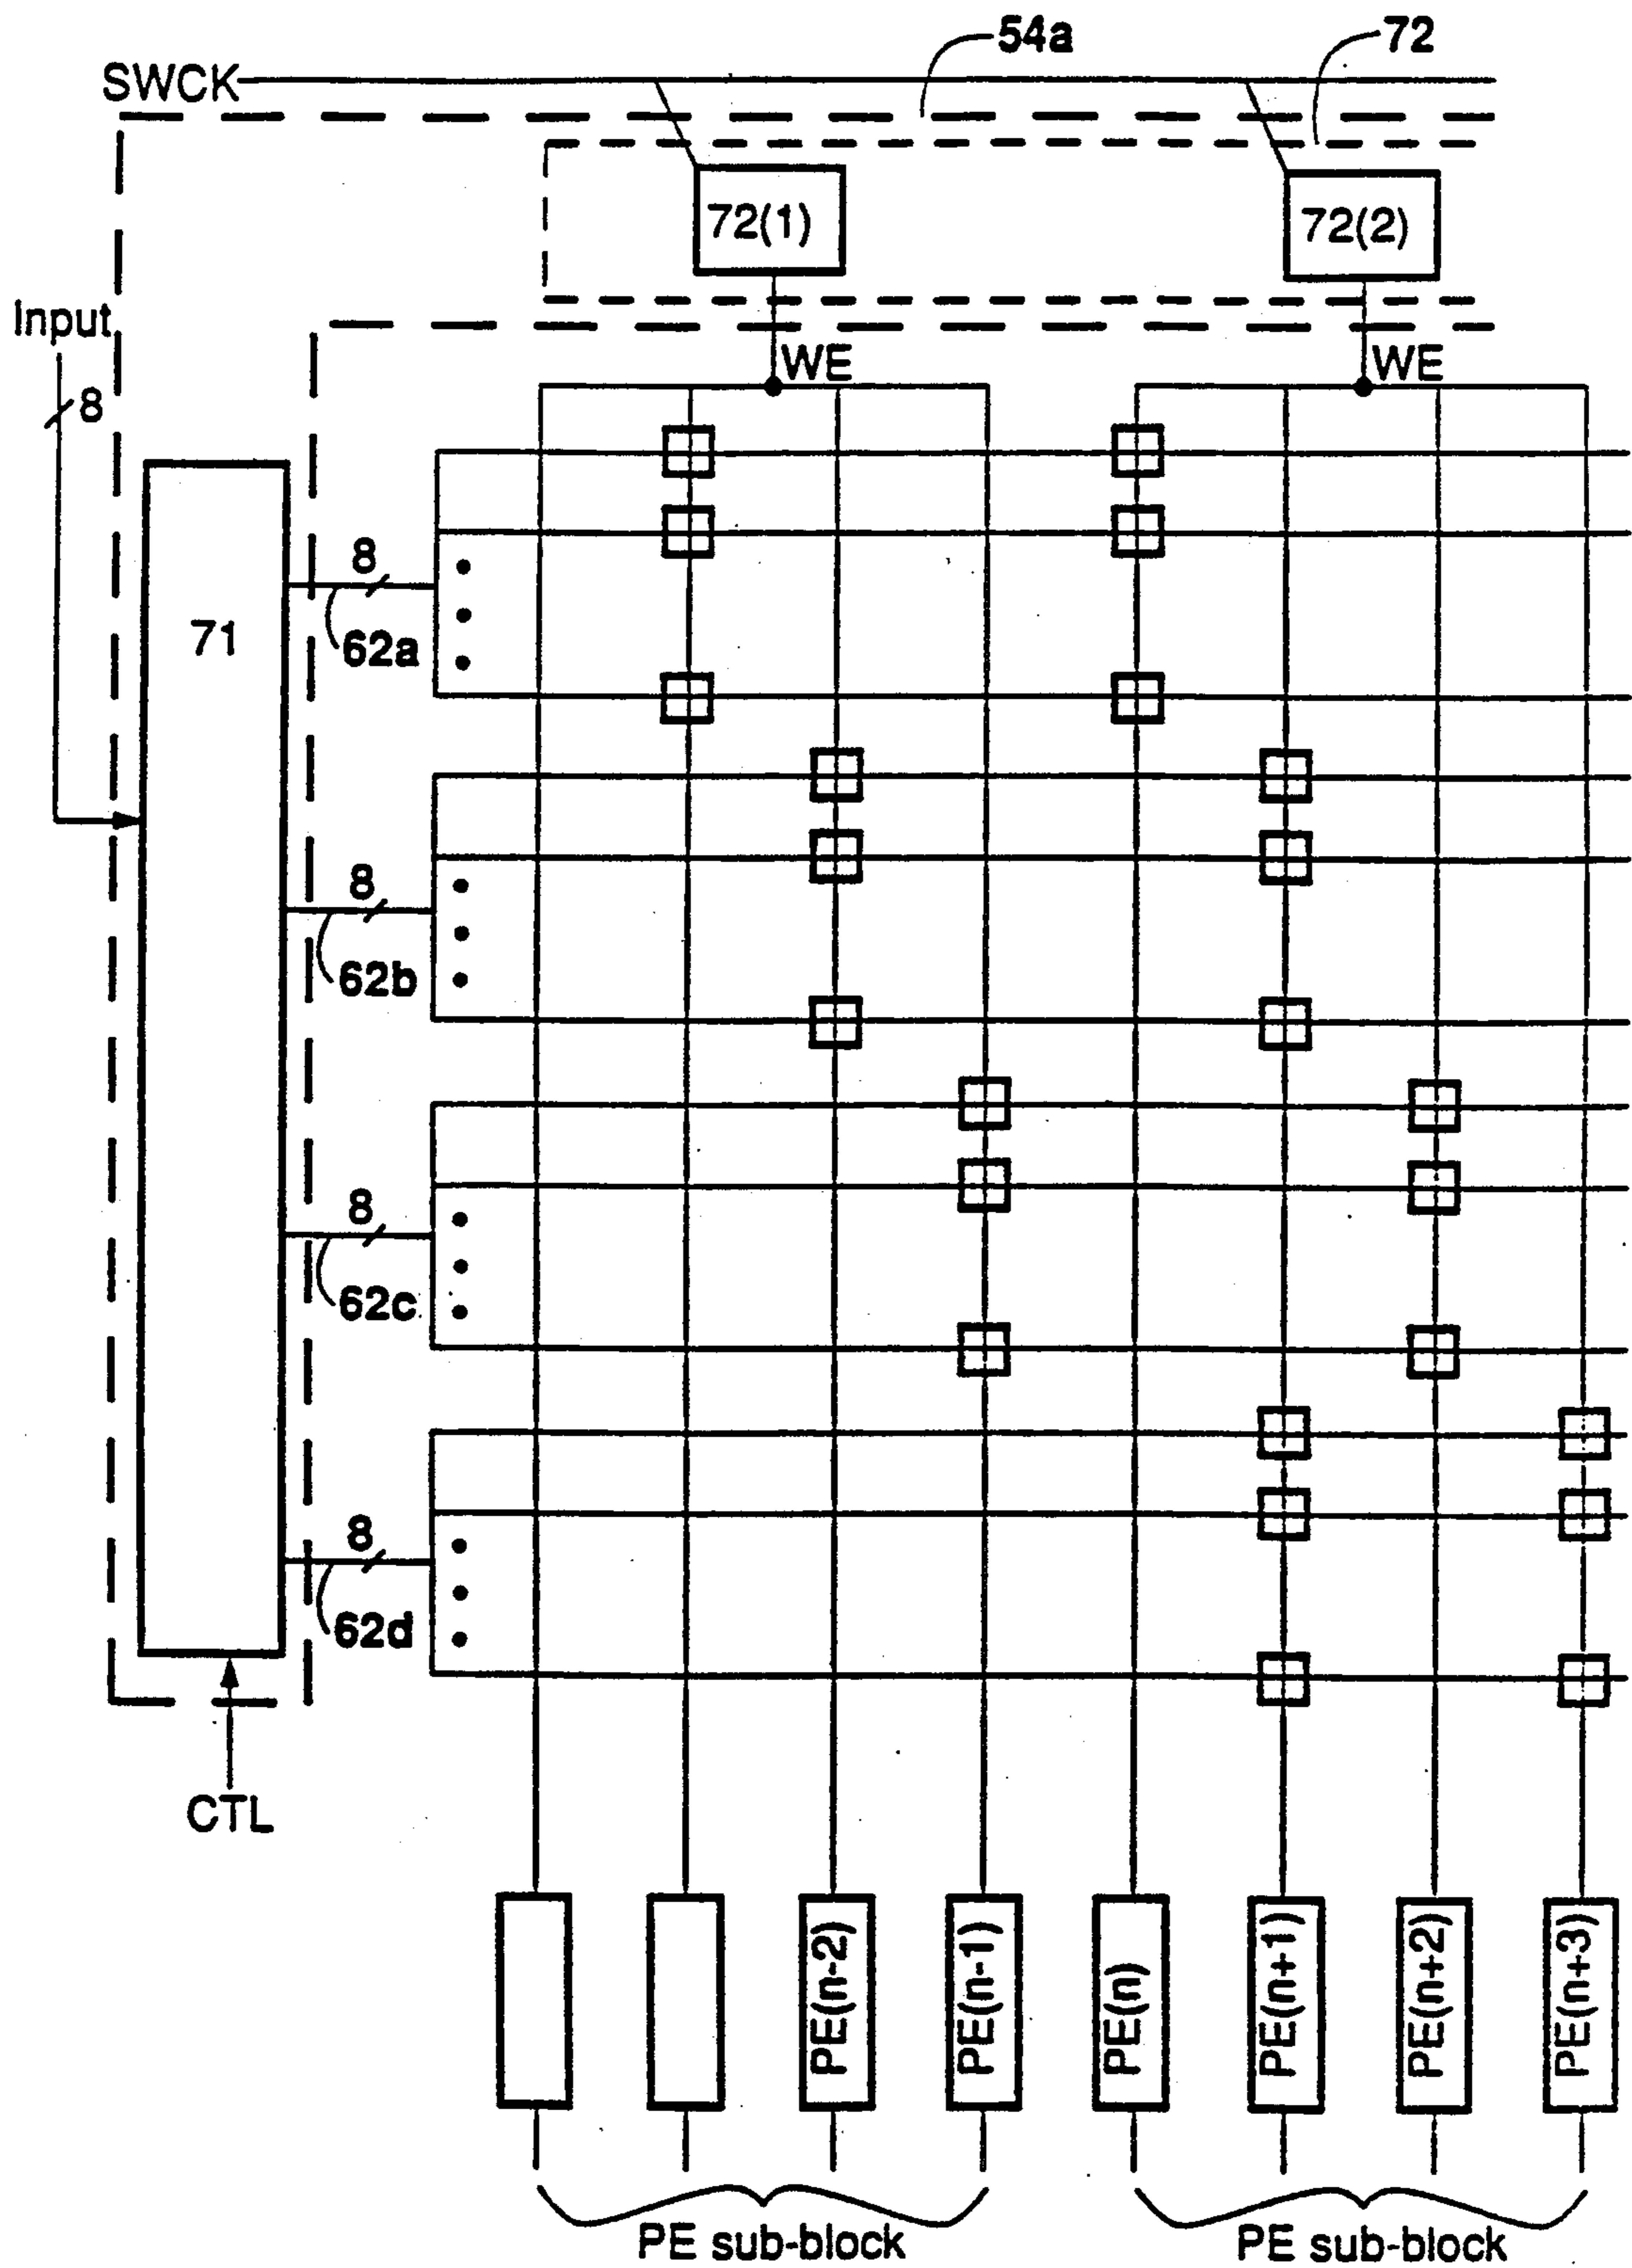 54a
72
SWCK
72(1)
72(2)
Input
WE
WE
8
71
8
62a
8
62b
8
62c
8
62d
CTL
PE(n-2)
PE(n-1)
PE(n)
PE(n+1)
PE(n+2)
PE(n+3)
PE sub-block
PE sub-block